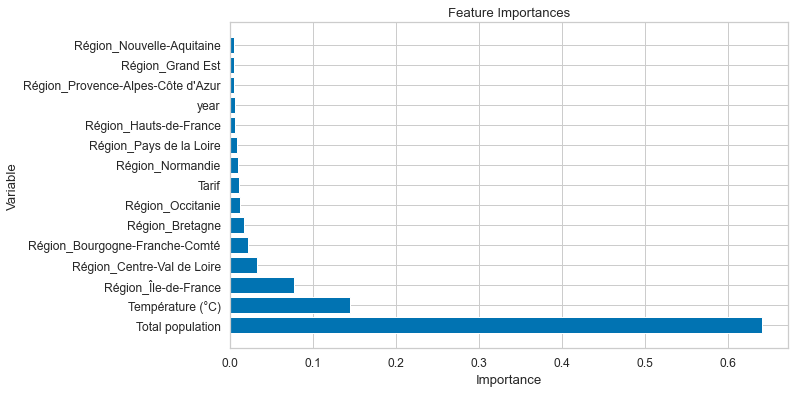 Feature Importances
Région_Nouvelle-Aquitaine
Région_Grand Est
Région_Provence-Alpes-Côte d'Azur
year
Région_Hauts-de-France
Région_Pays de la Loire
Région_Normandie
Tarif
Région_Occitanie
Région_Bretagne
Région_Bourgogne-Franche-Comté
Région_Centre-Val de Loire
Région_Île-de-France
Température (°C)
Total population
Variable
0.0 0.1 0.2 0.3 0.4 0.5 0.6
Importance